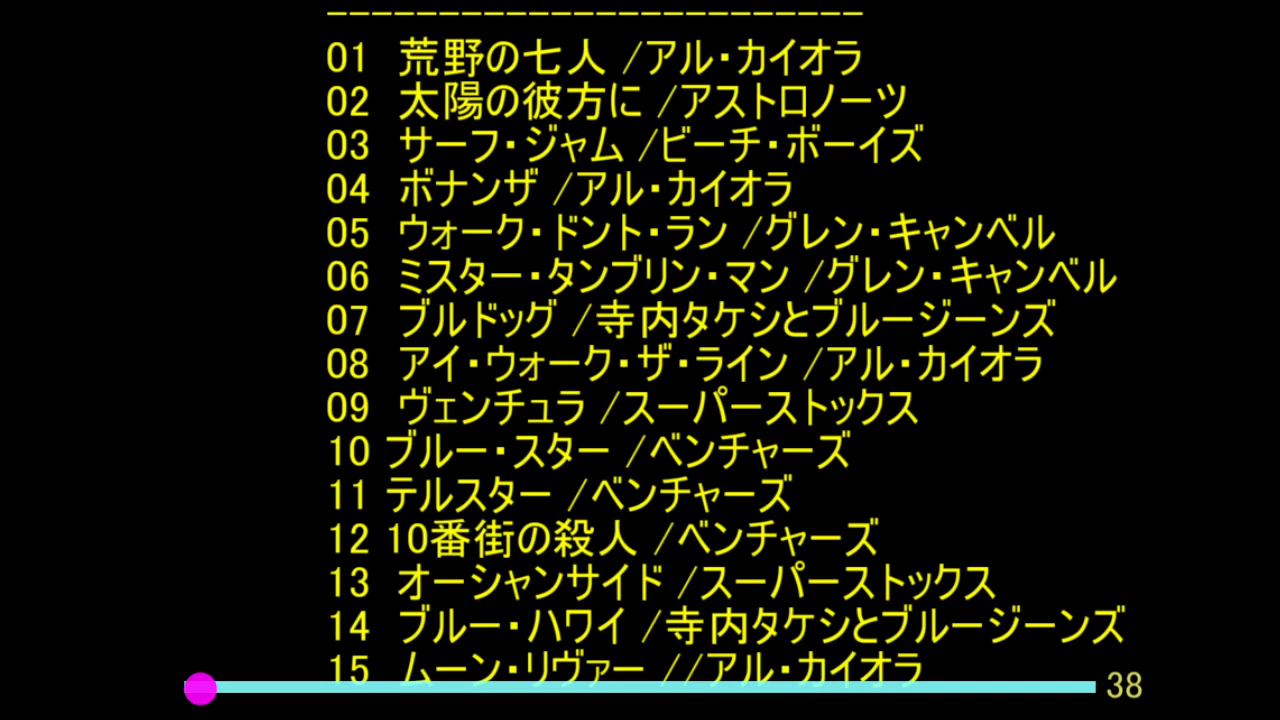 -------------------------
01 荒野の七人 /アル・カイオラ
02 太陽の彼方に /アストロノーツ
03 サーフ・ジャム /ビーチ・ボーイズ
04 ボナンザ /アル・カイオラ
05 ウォーク・ドント・ラン /グレン・キャンベル
06 ミスター・タンブリン・マン /グレン・キャンベル
07 ブルドッグ /寺内タケシとブルージーンズ
08 アイ・ウォーク・ザ・ライン /アル・カイオラ
09 ヴェンチュラ /スーパーストックス
10 ブルー・スター /ベンチャーズ
11 テルスター /ベンチャーズ
12 10番街の殺人 /ベンチャーズ
13 オーシャンサイド /スーパーストックス
14 ブルー・ハワイ /寺内タケシとブルージーンズ
15 ムーン・リヴァー //アル・カイオラ
38